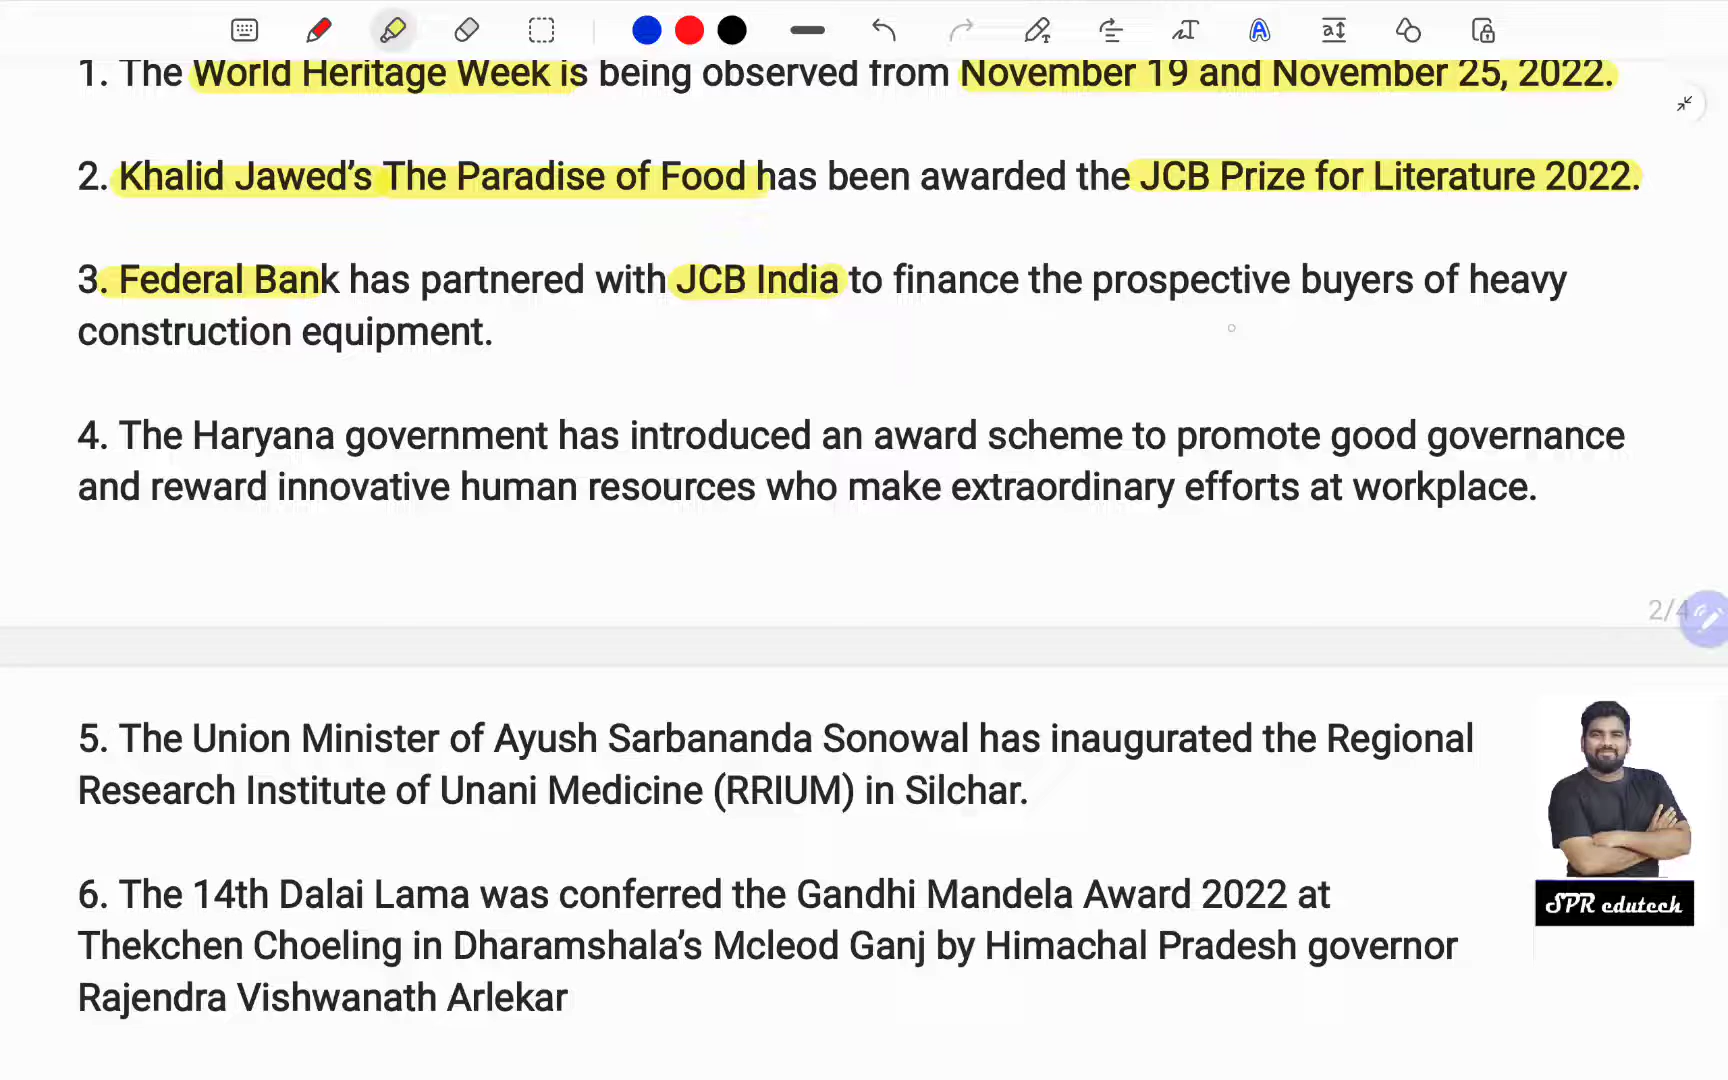 1. The World Heritage Week is being observed from November 19 and November 25, 2022.
2. Khalid Jawed’s The Paradise of Food has been awarded the JCB Prize for Literature 2022.
3. Federal Bank has partnered with JCB India to finance the prospective buyers of heavy
construction equipment.
4. The Haryana government has introduced an award scheme to promote good governance
and reward innovative human resources who make extraordinary efforts at workplace.
2/4
5. The Union Minister of Ayush Sarbananda Sonowal has inaugurated the Regional
Research Institute of Unani Medicine (RRIUM) in Silchar.
SPR edutech
6. The 14th Dalai Lama was conferred the Gandhi Mandela Award 2022 at
Thekchen Choeling in Dharamshala’s Mcleod Ganj by Himachal Pradesh governor
Rajendra Vishwanath Arlekar